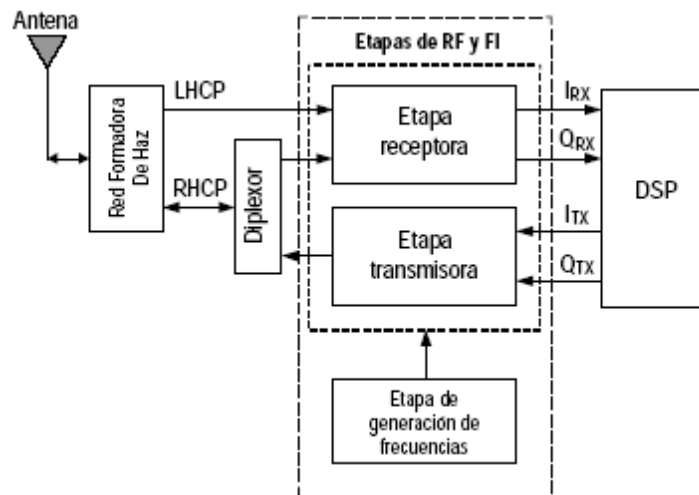 Antena
Etapas de RF y FI
LHCP
Red Formadora
De Haz
RHCP
Diplexor
Etapa
receptora
Etapa
transmisora
IRX
QRX
ITX
QTX
DSP
Etapa de
generación de
frecuencias